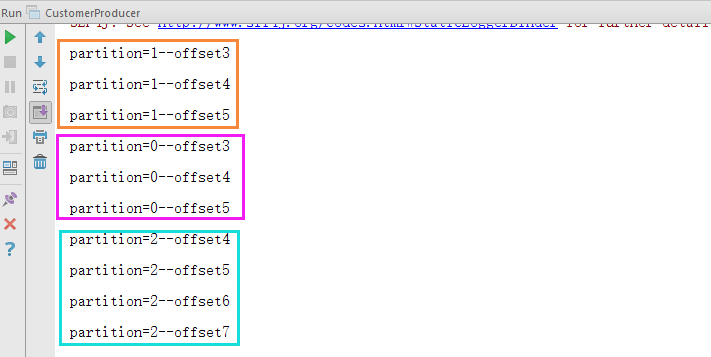 Run CustomerProducer
SLF4J: See http://www.slf4j.org/codes.html#StaticLoggerBinder for further detail
partition=1--offset3
partition=1--offset4
partition=1--offset5
partition=0--offset3
partition=0--offset4
partition=0--offset5
partition=2--offset4
partition=2--offset5
partition=2--offset6
partition=2--offset7